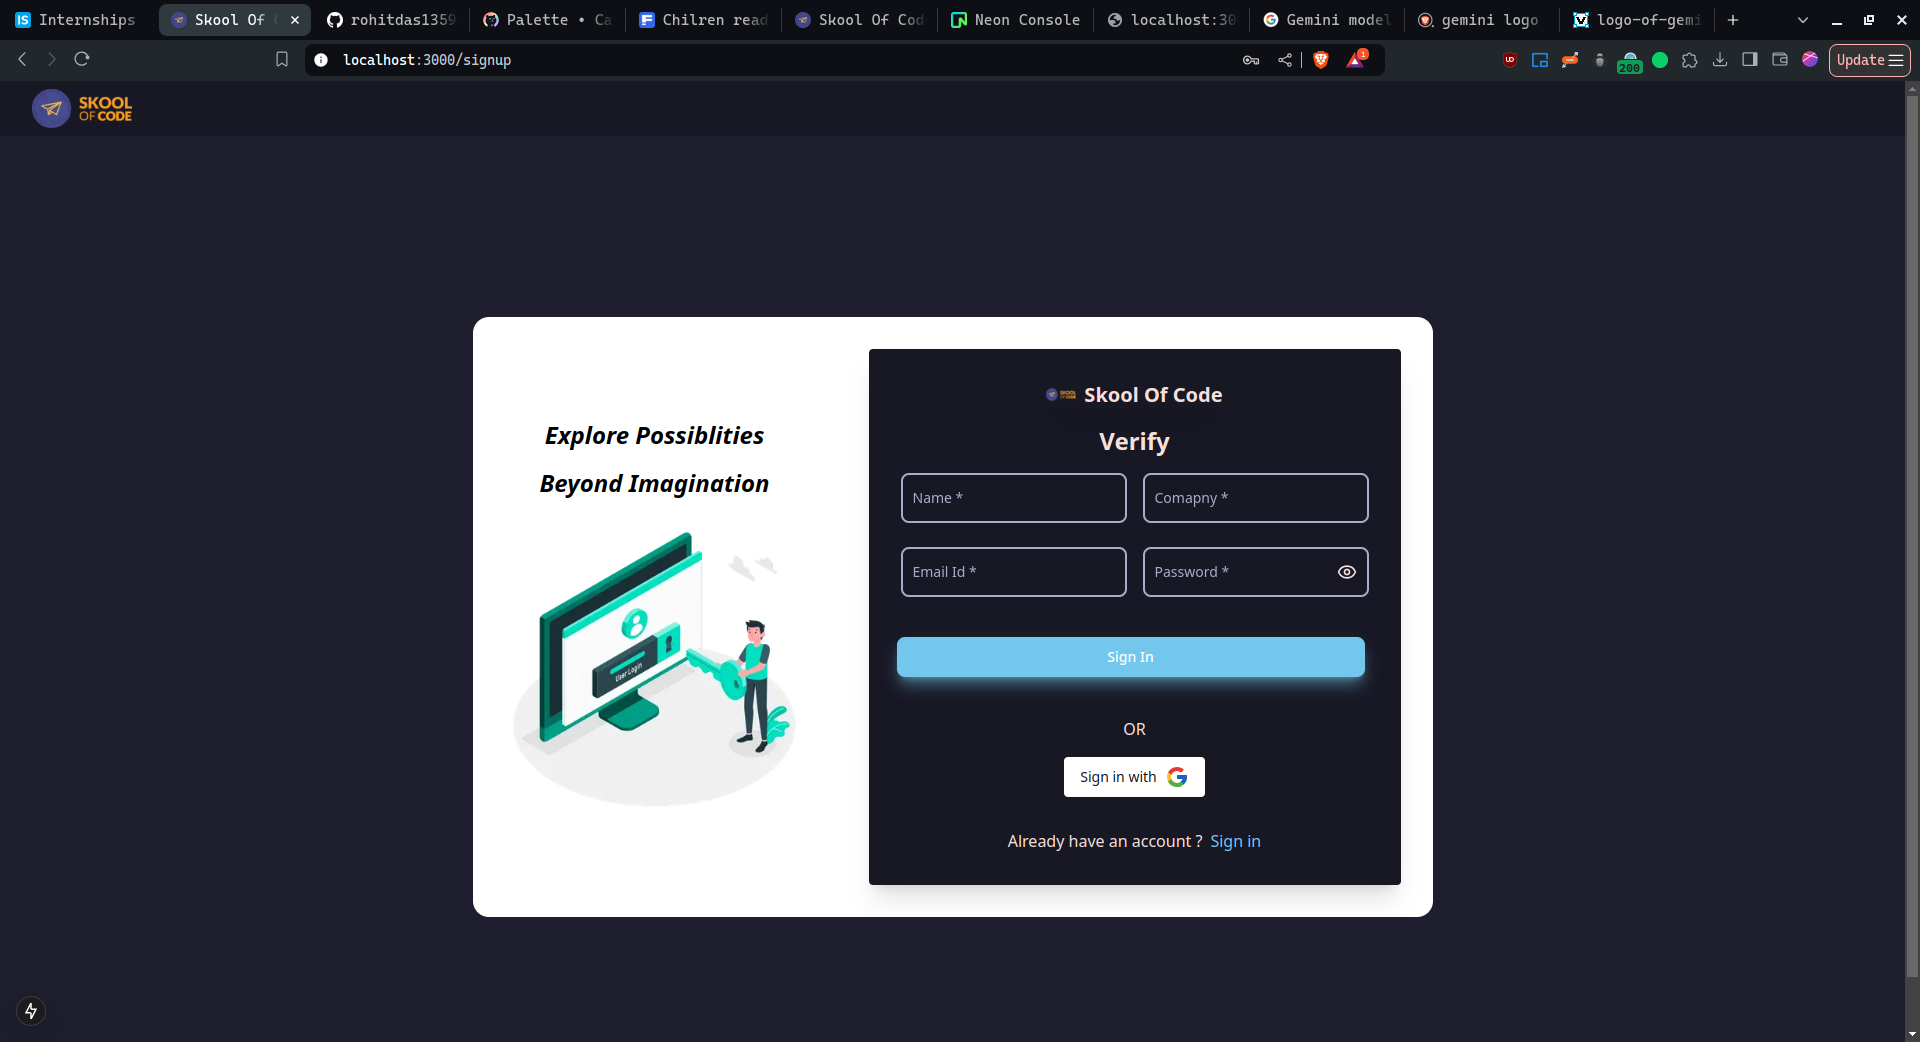 Internships
Skool Of
rohitdas1359
Palette • Ca
Chilren read
Skool Of Cod
Neon Console
localhost:30
Gemini model
gemini logo
logo-of-gemi
localhost:3000/signup
1
UD
200
Update
SKOOL
OF CODE
Skool Of Code
Explore Possiblities
Verify
Beyond Imagination
Name *
Comapny *
Email Id *
Password *
User Login
Sign In
OR
Sign in with
Already have an account ? Sign in